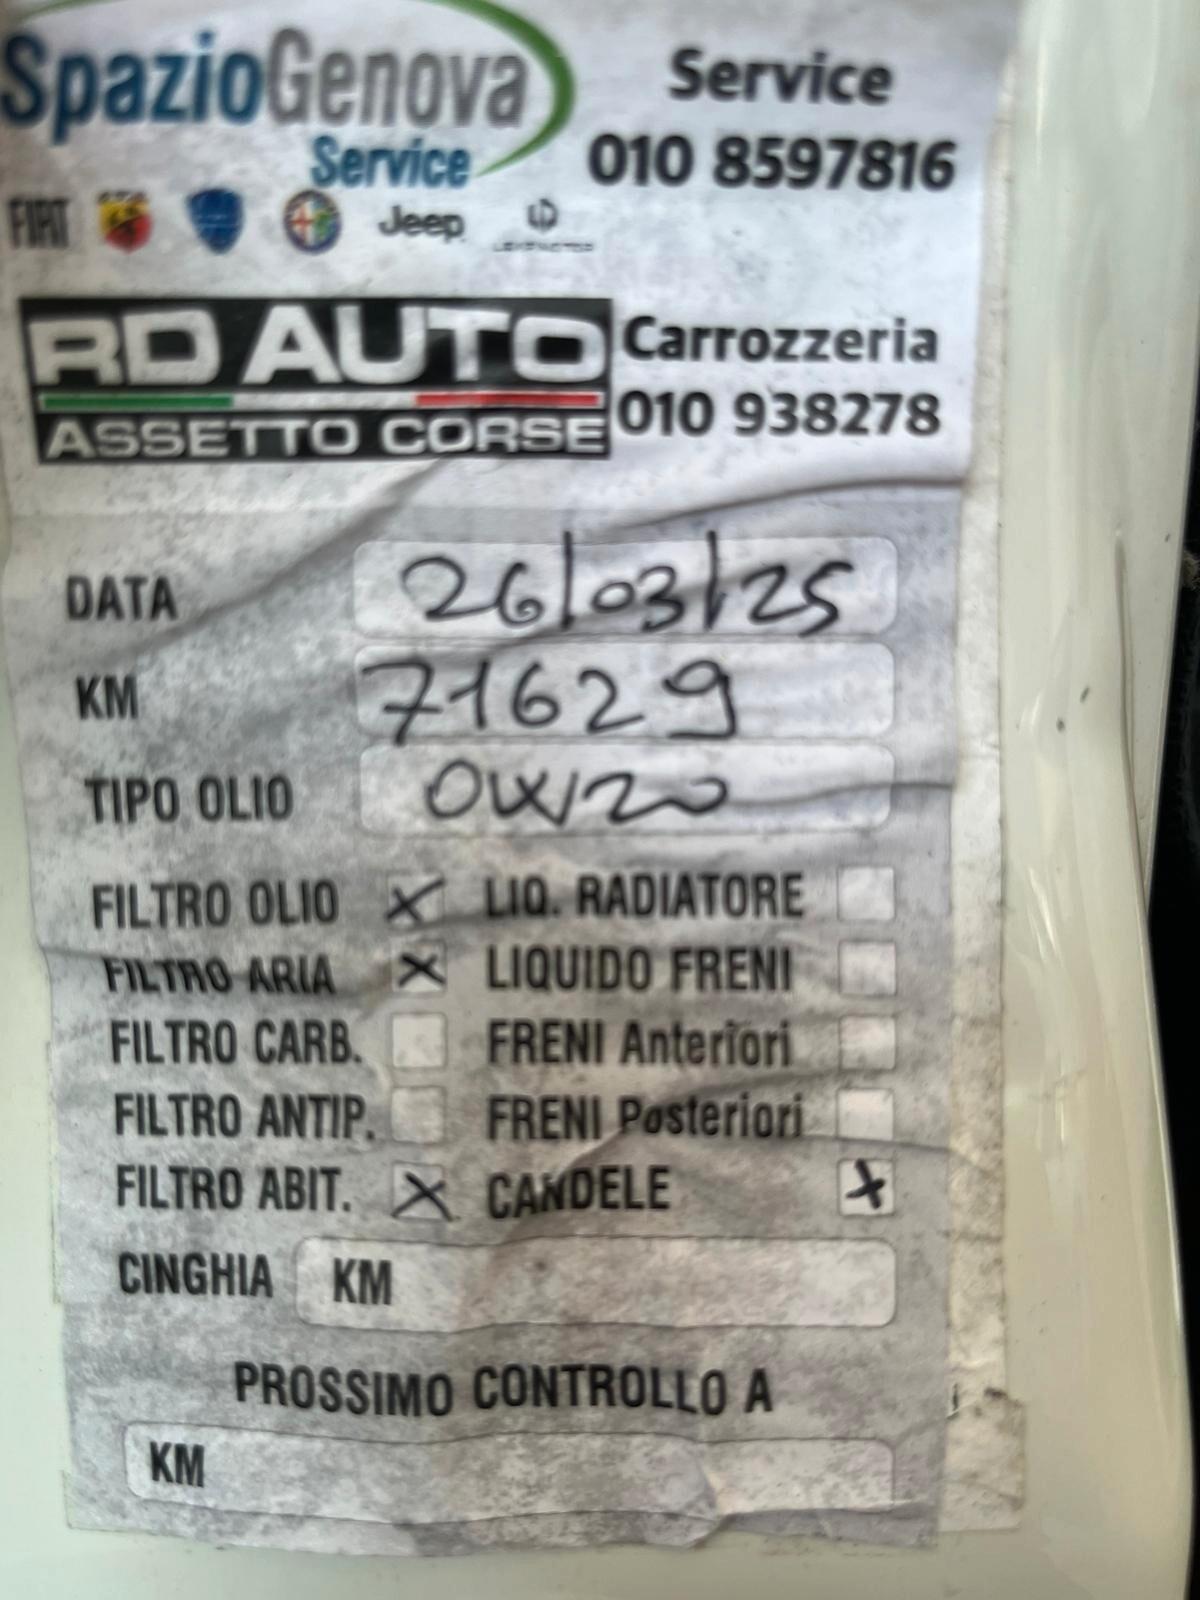 SpazioGenova
Service
Service
010 8597816
FIAT
Jeep
RD AUTO
ASSETTO CORSE
Carrozzeria
010 938278
DATA 26/03/25
KM 71629
TIPO OLIO 0W/20
FILTRO OLIO X LIQ. RADIATORE
FILTRO ARIA X LIQUIDO FRENI
FILTRO CARB. FRENI Anteriori
FILTRO ANTIP. FRENI Posteriori
FILTRO ABIT. X CANDELE X
CINGHIA KM
PROSSIMO CONTROLLO A
KM